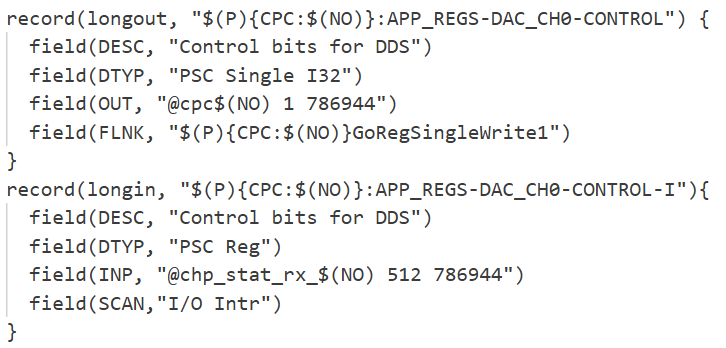 record(longout, "$(P){CPC:$(NO)}:APP_REGS-DAC_CH0-CONTROL") {
  field(DESC, "Control bits for DDS")
  field(DTYP, "PSC Single I32")
  field(OUT, "@cpc$(NO) 1 786944")
  field(FLNK, "$(P){CPC:$(NO)}GoRegSingleWrite1")
}
record(longin, "$(P){CPC:$(NO)}:APP_REGS-DAC_CH0-CONTROL-I"){
  field(DESC, "Control bits for DDS")
  field(DTYP, "PSC Reg")
  field(INP, "@chp_stat_rx_$(NO) 512 786944")
  field(SCAN,"I/O Intr")
}